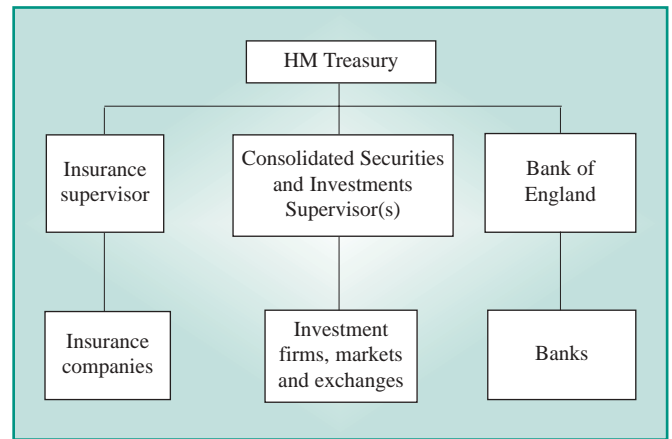 HM Treasury
Insurance
supervisor
Consolidated Securities
and Investments
Supervisor(s)
Bank of
England
Insurance
companies
Investment
firms, markets
and exchanges
Banks